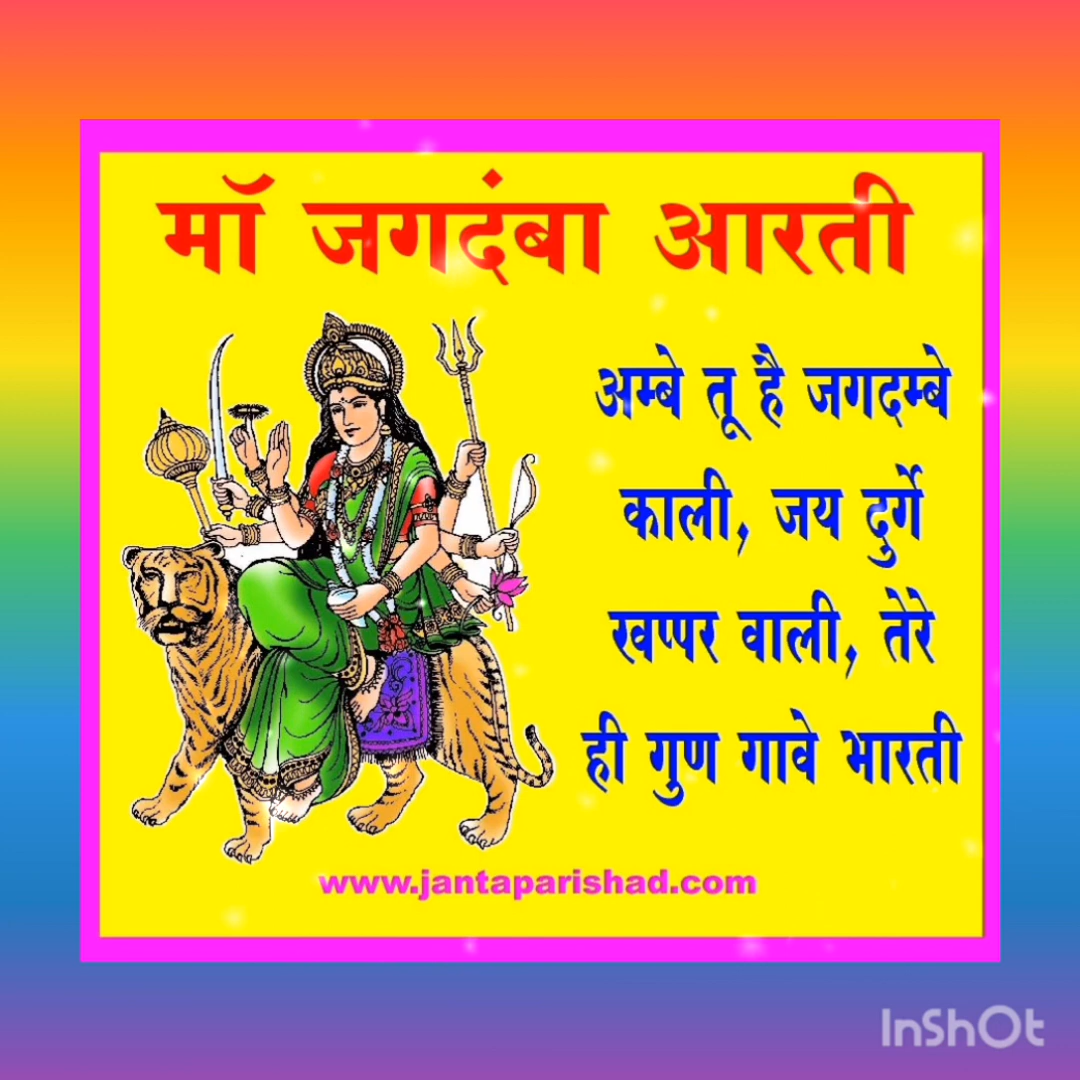 मॉ जगदंबा आरती
अम्बे तू है जगदम्बे
काली, जय दुर्गे
खप्पर वाली, तेरे
ही गुण गावे भारती
www.jantaparishad.com
InShOt